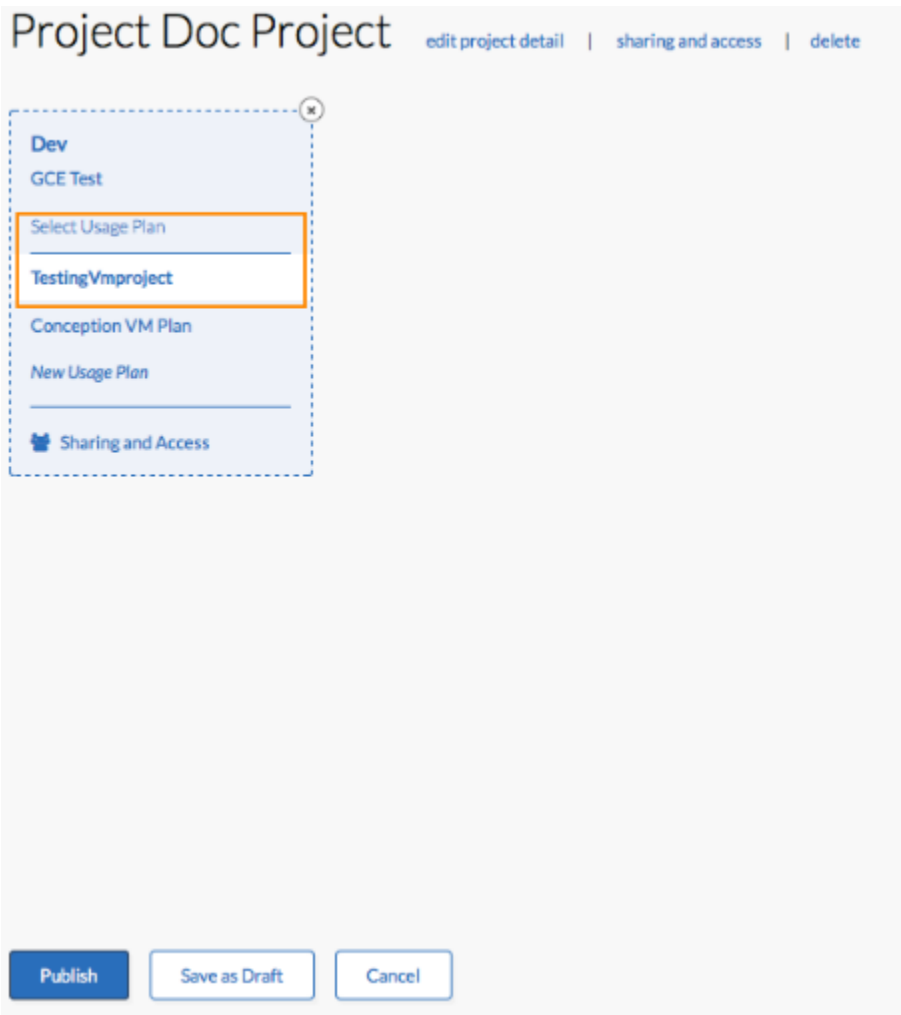 Project Doc Project edit project detail | sharing and access | delete
Dev
GCE Test
Select Usage Plan
TestingVmproject
Conception VM Plan
New Usage Plan
Sharing and Access
Publish Save as Draft Cancel